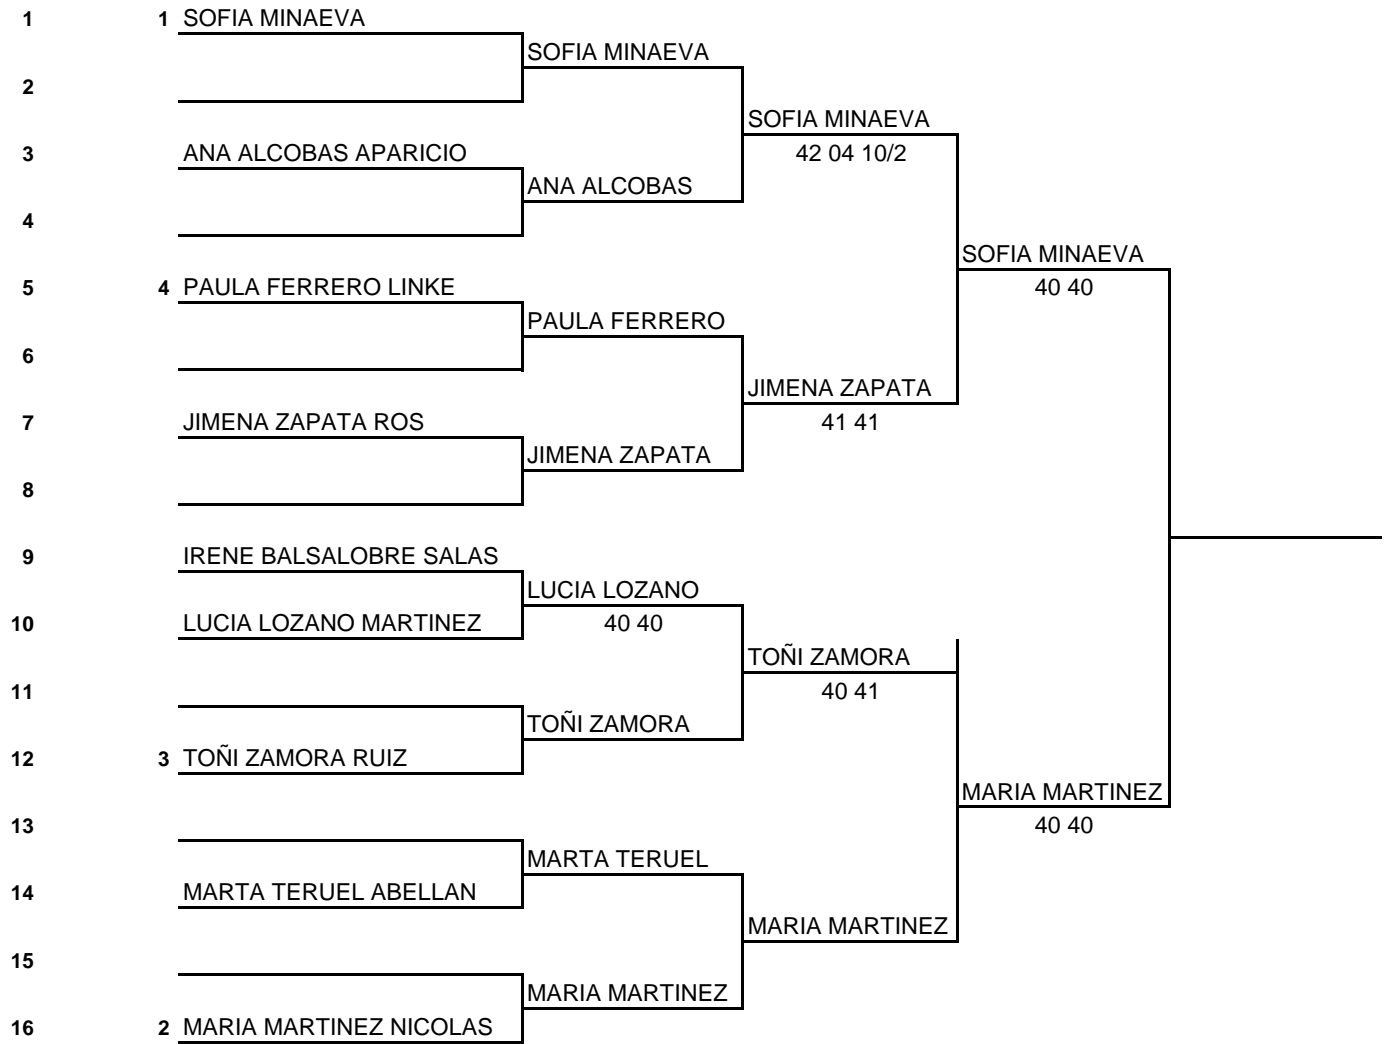 1 1 SOFIA MINAEVA
SOFIA MINAEVA
2
SOFIA MINAEVA
3 ANA ALCOBAS APARICIO 42 04 10/2
ANA ALCOBAS
4
SOFIA MINAEVA
5 4 PAULA FERRERO LINKE 40 40
PAULA FERRERO
6
JIMENA ZAPATA
7 JIMENA ZAPATA ROS 41 41
JIMENA ZAPATA
8
9 IRENE BALSALOBRE SALAS
LUCIA LOZANO
10 LUCIA LOZANO MARTINEZ 40 40
TOÑI ZAMORA
11 40 41
TOÑI ZAMORA
12 3 TOÑI ZAMORA RUIZ
MARIA MARTINEZ
13 40 40
MARTA TERUEL
14 MARTA TERUEL ABELLAN
MARIA MARTINEZ
15
MARIA MARTINEZ
16 2 MARIA MARTINEZ NICOLAS